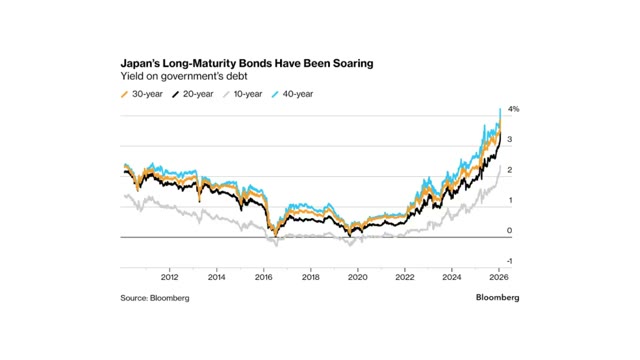 Japan's Long-Maturity Bonds Have Been Soaring
Yield on government's debt
30-year 20-year 10-year 40-year
4%
3
2
1
0
-1
2012 2014 2016 2018 2020 2022 2024 2026
Source: Bloomberg Bloomberg